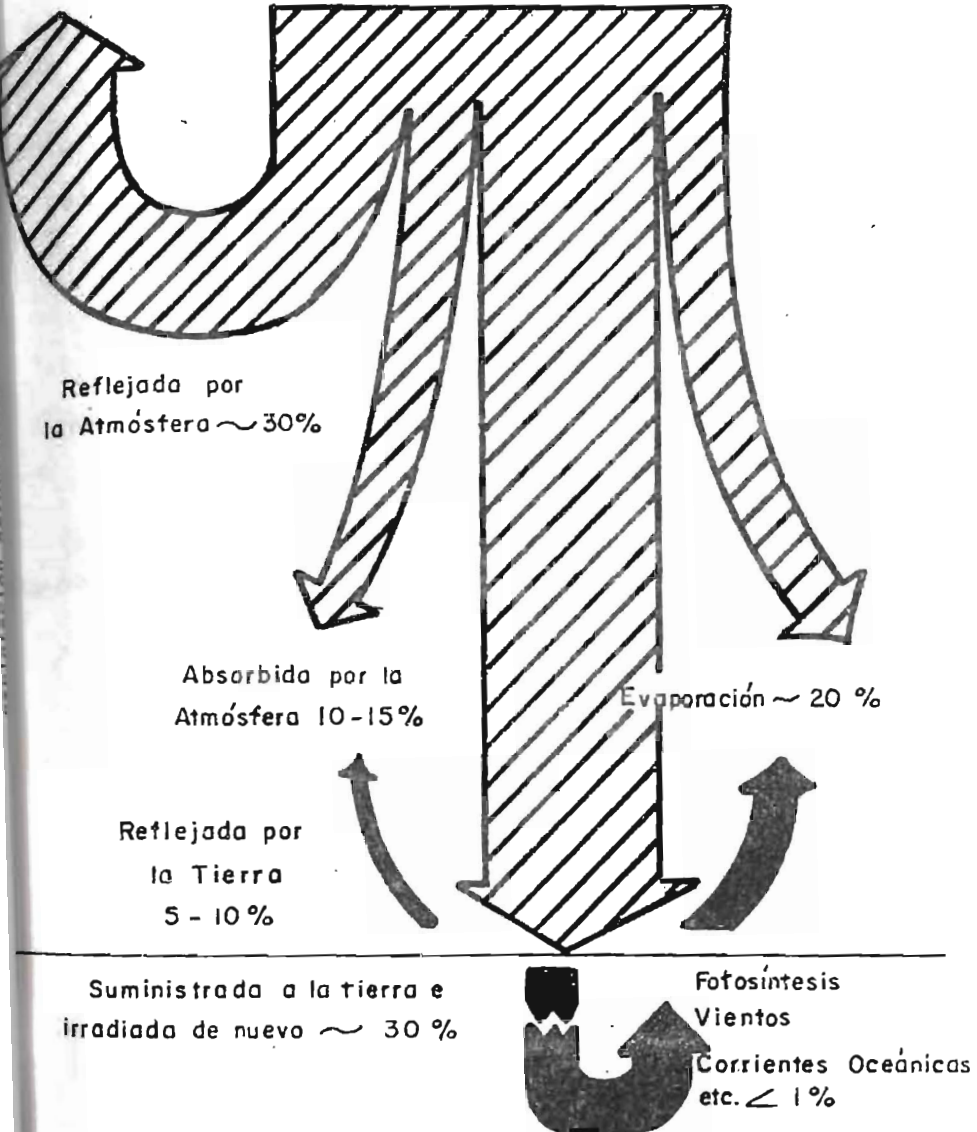 Reflejada por
la Atmósfera ~ 30%
Absorbida por la
Atmósfera 10-15%
Evaporación ~ 20 %
Reflejada por
la Tierra
5 - 10 %
Suministrada a la tierra e
irradiada de nuevo ~ 30 %
Fotosíntesis
Vientos
Corrientes Oceánicas
etc. < 1 %